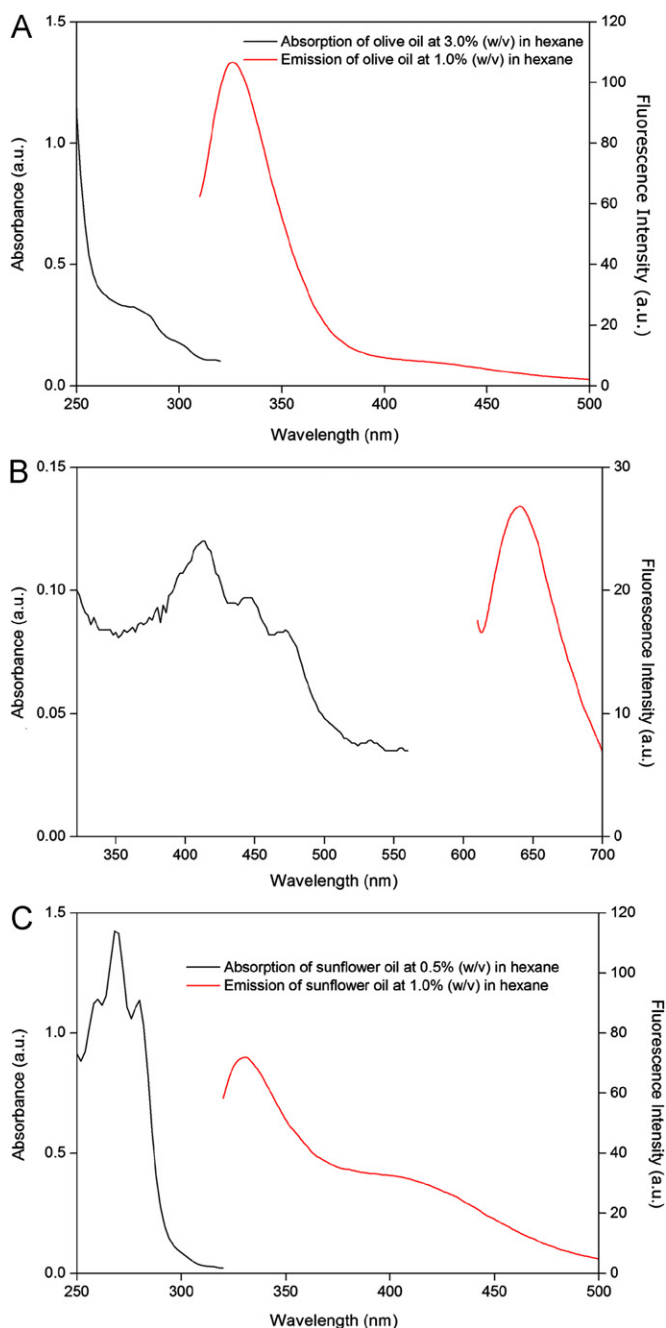 A
Absorption of olive oil at 3.0% (w/v) in hexane
Emission of olive oil at 1.0% (w/v) in hexane
1.5
1.0
0.5
0.0
Absorbance (a.u.)
120
100
80
60
40
20
0
Fluorescence Intensity (a.u.)
250 300 350 400 450 500
Wavelength (nm)
B
0.15
0.10
0.05
0.00
Absorbance (a.u.)
30
20
10
0
Fluorescence Intensity (a.u.)
350 400 450 500 550 600 650 700
Wavelength (nm)
C
Absorption of sunflower oil at 0.5% (w/v) in hexane
Emission of sunflower oil at 1.0% (w/v) in hexane
1.5
1.0
0.5
0.0
Absorbance (a.u.)
120
100
80
60
40
20
0
Fluorescence Intensity (a.u.)
250 300 350 400 450 500
Wavelength (nm)